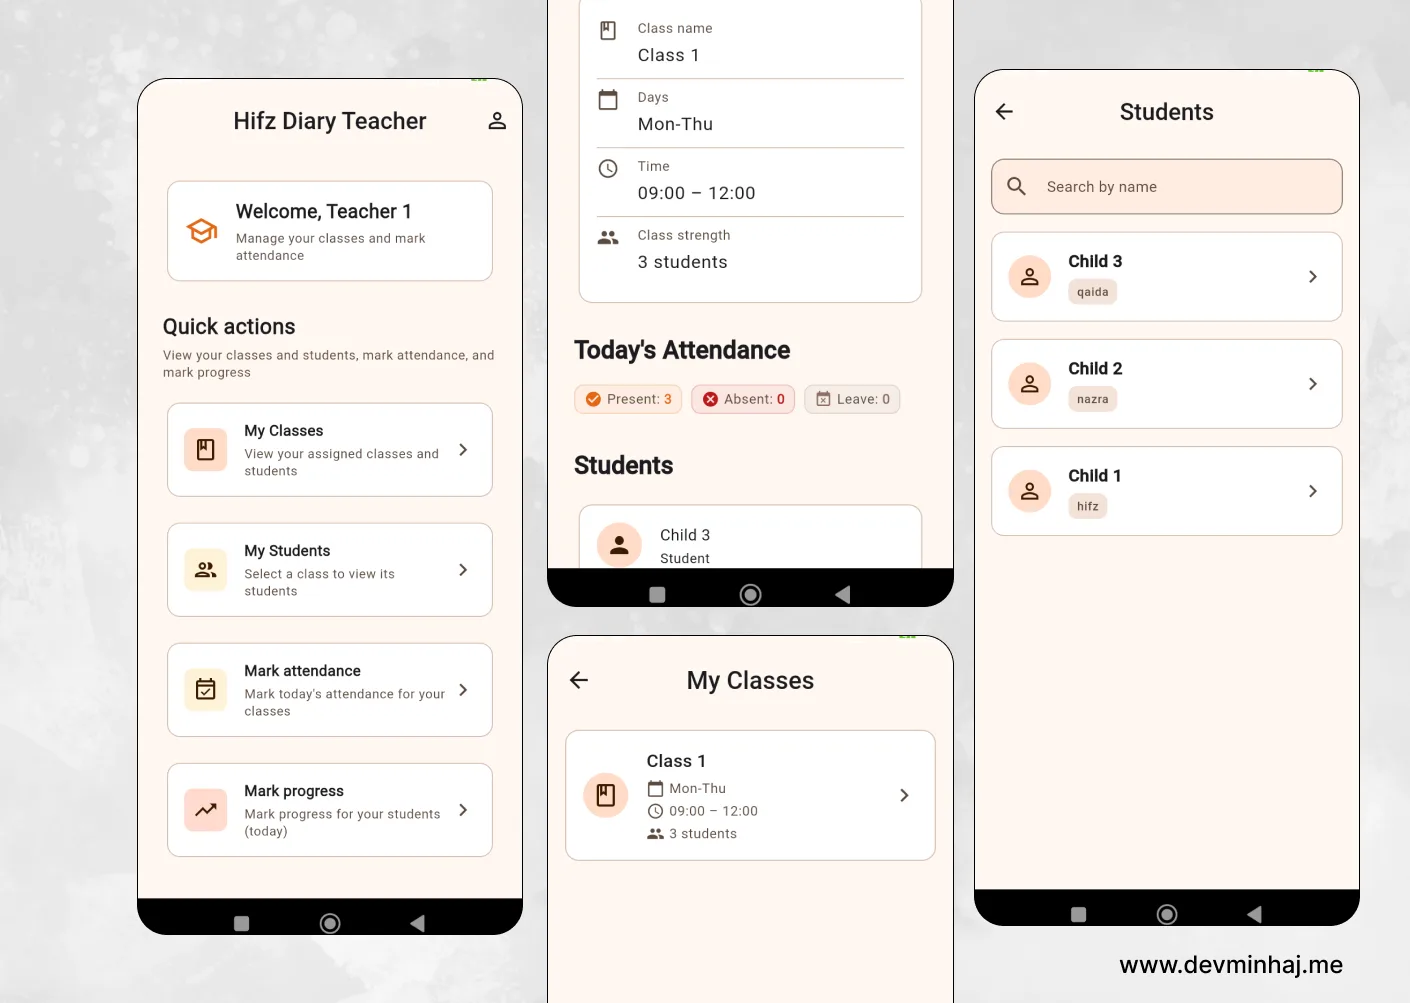 Hifz Diary Teacher
Welcome, Teacher 1
Manage your classes and mark
attendance
Quick actions
View your classes and students, mark attendance, and
mark progress
My Classes
View your assigned classes and
students
My Students
Select a class to view its
students
Mark attendance
Mark today's attendance for your
classes
Mark progress
Mark progress for your students
(today)
Class name
Class 1
Days
Mon-Thu
Time
09:00 – 12:00
Class strength
3 students
Today's Attendance
Present: 3
Absent: 0
Leave: 0
Students
Child 3
Student
My Classes
Class 1
Mon-Thu
09:00 – 12:00
3 students
Students
Search by name
Child 3
qaida
Child 2
nazra
Child 1
hifz
www.devminhaj.me